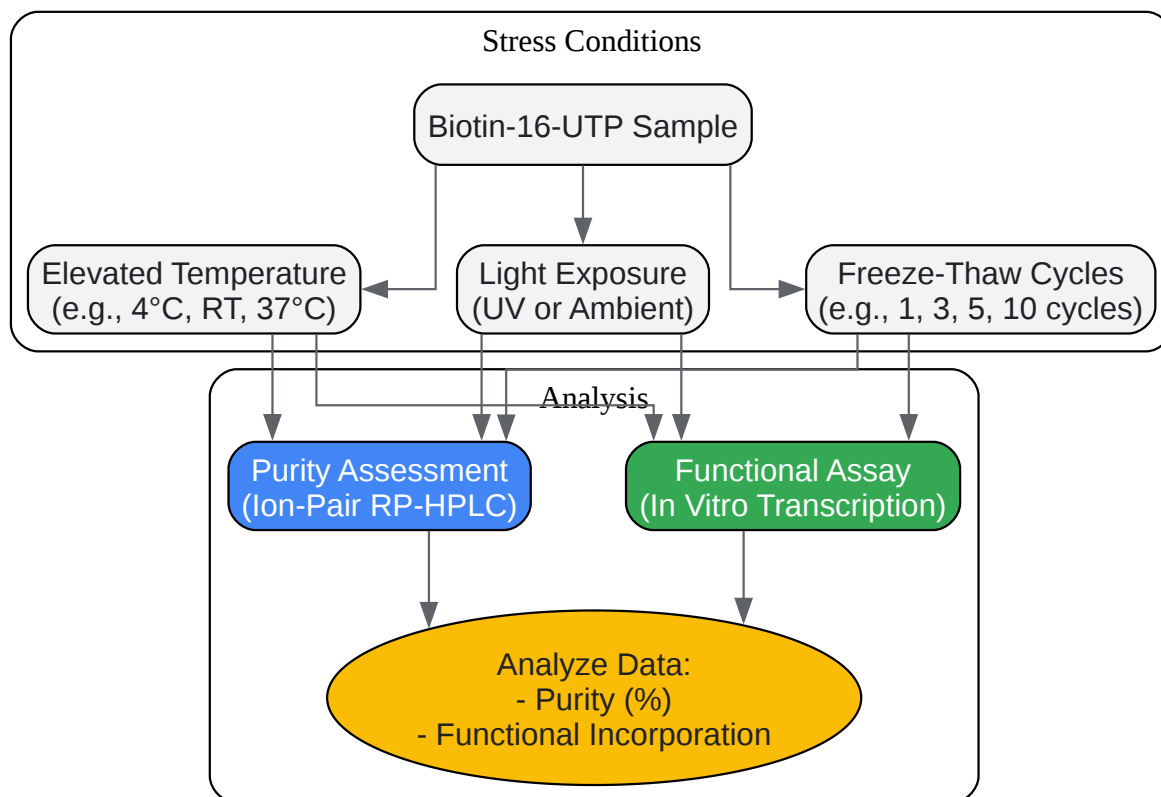 Stress Conditions
Biotin-16-UTP Sample
Elevated Temperature
(e.g., 4°C, RT, 37°C)
Light Exposure
(UV or Ambient)
Freeze-Thaw Cycles
(e.g., 1, 3, 5, 10 cycles)
Analysis
Purity Assessment
(Ion-Pair RP-HPLC)
Functional Assay
(In Vitro Transcription)
Analyze Data:
- Purity (%)
- Functional Incorporation